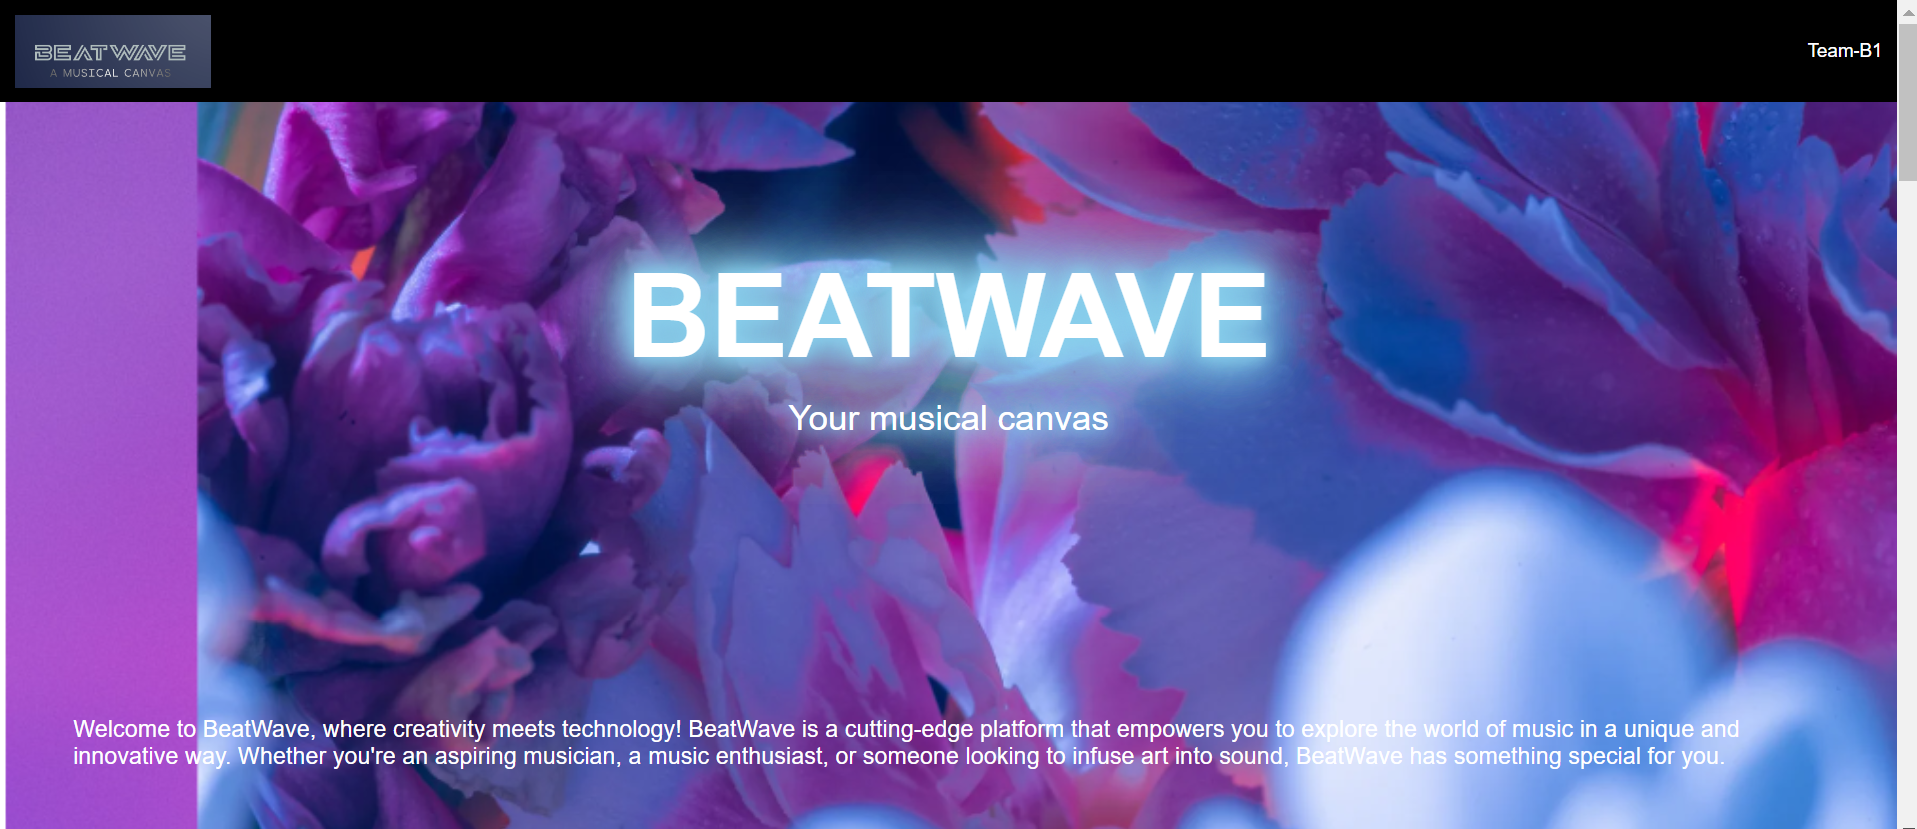 BEATWAVE
A MUSICAL CANVAS
Team-B1
BEATWAVE
Your musical canvas
Welcome to BeatWave, where creativity meets technology! BeatWave is a cutting-edge platform that empowers you to explore the world of music in a unique and
innovative way. Whether you're an aspiring musician, a music enthusiast, or someone looking to infuse art into sound, BeatWave has something special for you.